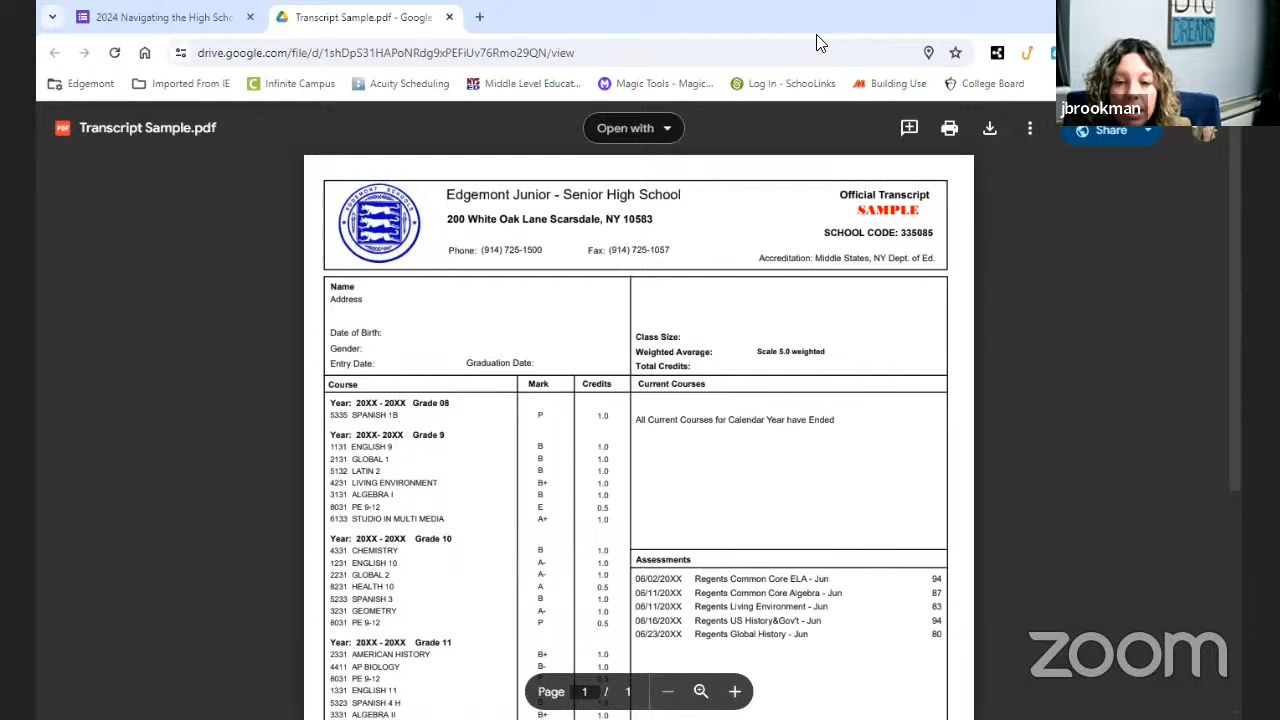 2024 Navigating the High Scho
Transcript Sample.pdf - Google
drive.google.com/file/d/1shDpS31HAPoNRdg9xPEFiUv76Rmo29QN/view
Edgemont
Imported From IE
Infinite Campus
Acuity Scheduling
Middle Level Educat...
Magic Tools - Magic...
Log In - SchooLinks
Building Use
College Board
DREAMS
jbrookman
PDF
Transcript Sample.pdf
Open with
Share
EDGEMONT SCHOOLS
Edgemont Junior - Senior High School
200 White Oak Lane Scarsdale, NY 10583
Phone: (914) 725-1500 Fax: (914) 725-1057
Official Transcript
SAMPLE
SCHOOL CODE: 335085
Accreditation: Middle States, NY Dept. of Ed.
Name
Address
Date of Birth:
Gender:
Entry Date: Graduation Date:
Class Size:
Weighted Average: Scale 5.0 weighted
Total Credits:
Course Mark Credits
Year: 20XX - 20XX Grade 08
5335 SPANISH 1B P 1.0
Year: 20XX- 20XX Grade 9
1131 ENGLISH 9 B 1.0
2131 GLOBAL 1 B 1.0
5132 LATIN 2 B 1.0
4231 LIVING ENVIRONMENT B+ 1.0
3131 ALGEBRA I B 1.0
8031 PE 9-12 E 0.5
6133 STUDIO IN MULTI MEDIA A+ 1.0
Year: 20XX - 20XX Grade 10
4331 CHEMISTRY B 1.0
1231 ENGLISH 10 A- 1.0
2231 GLOBAL 2 A- 1.0
8231 HEALTH 10 A 0.5
5233 SPANISH 3 B 1.0
3231 GEOMETRY A- 1.0
8031 PE 9-12 P 0.5
Year: 20XX - 20XX Grade 11
2331 AMERICAN HISTORY B+ 1.0
4411 AP BIOLOGY B- 1.0
8031 PE 9-12
1331 ENGLISH 11
5323 SPANISH 4 H
3331 ALGEBRA II B+ 1.0
Current Courses
All Current Courses for Calendar Year have Ended
Assessments
06/02/20XX Regents Common Core ELA - Jun 94
06/11/20XX Regents Common Core Algebra - Jun 87
06/11/20XX Regents Living Environment - Jun 83
06/16/20XX Regents US History&Gov't - Jun 94
06/23/20XX Regents Global History - Jun 80
Page 1 / 1
zoom